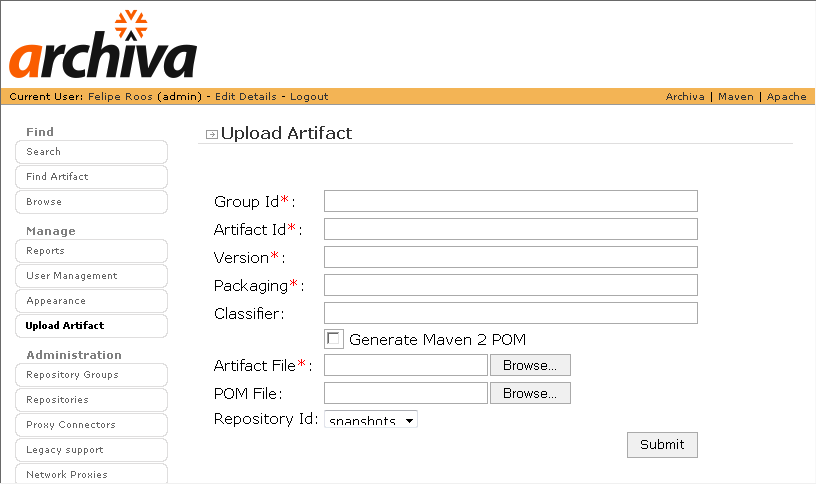 archiva
Current User: Felipe Roos (admin) - Edit Details - Logout
Archiva | Maven | Apache
Find
Search
Find Artifact
Browse
Manage
Reports
User Management
Appearance
Upload Artifact
Administration
Repository Groups
Repositories
Proxy Connectors
Legacy support
Network Proxies
Upload Artifact
Group Id*:
Artifact Id*:
Version*:
Packaging*:
Classifier:
Generate Maven 2 POM
Artifact File*: Browse...
POM File: Browse...
Repository Id: snapshots
Submit